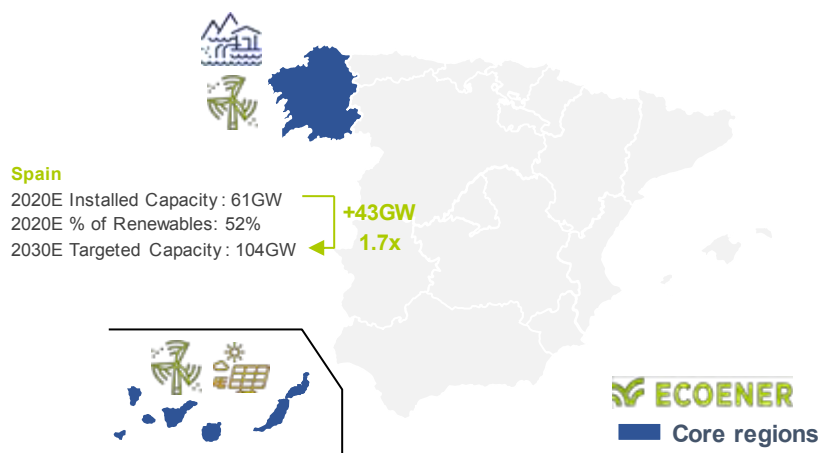 Spain
2020E Installed Capacity: 61GW
2020E % of Renewables: 52%
2030E Targeted Capacity: 104GW
+43GW
1.7x
ECOENER
Core regions